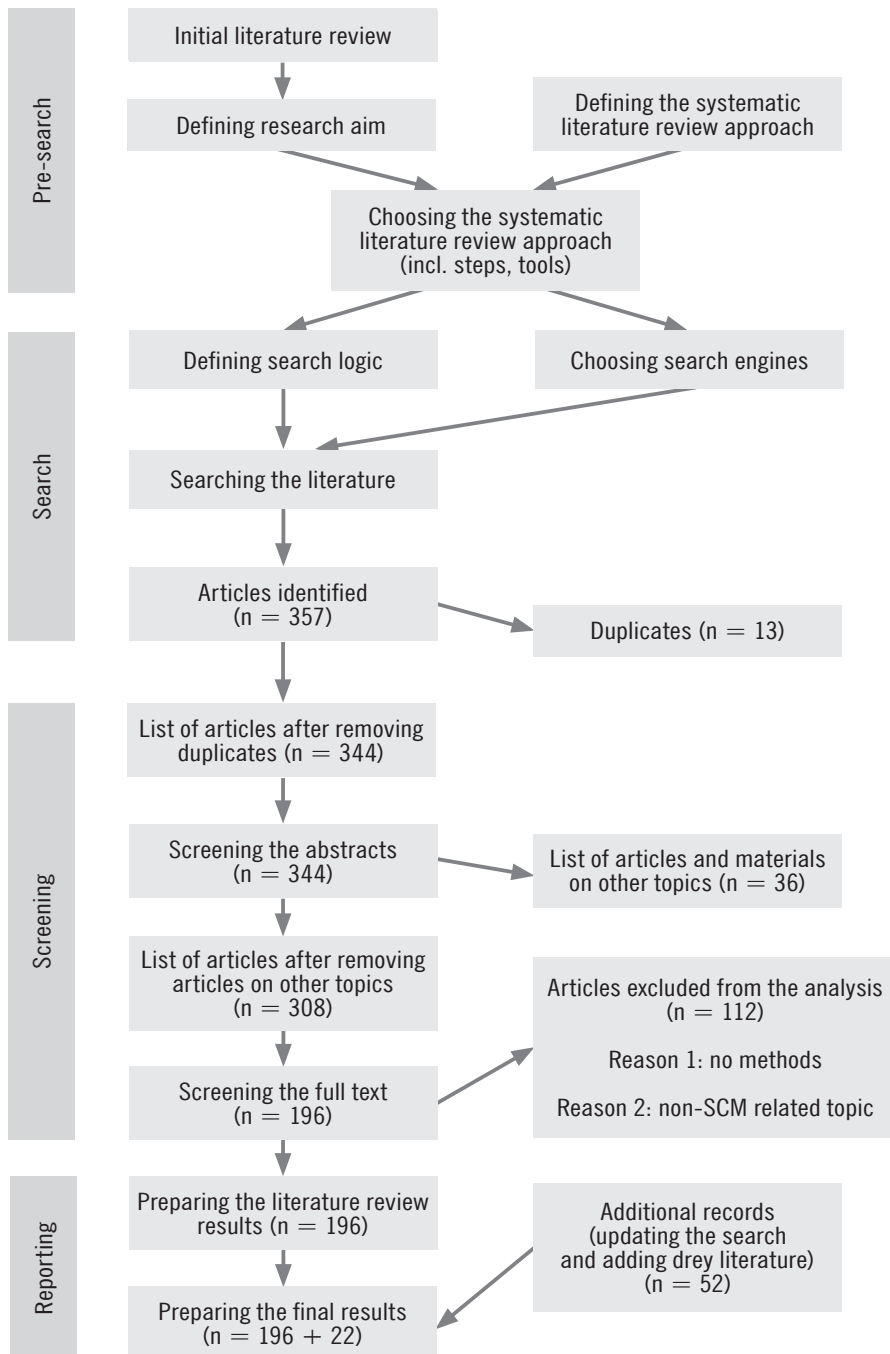 Pre-search
Initial literature review
Defining research aim
Defining the systematic
literature review approach
Choosing the systematic
literature review approach
(incl. steps, tools)
Search
Defining search logic
Choosing search engines
Searching the literature
Articles identified
(n = 357)
Duplicates (n = 13)
Screening
List of articles after removing
duplicates (n = 344)
Screening the abstracts
(n = 344)
List of articles and materials
on other topics (n = 36)
List of articles after removing
articles on other topics
(n = 308)
Articles excluded from the analysis
(n = 112)
Reason 1: no methods
Reason 2: non-SCM related topic
Screening the full text
(n = 196)
Reporting
Preparing the literature review
results (n = 196)
Additional records
(updating the search
and adding drey literature)
(n = 52)
Preparing the final results
(n = 196 + 22)